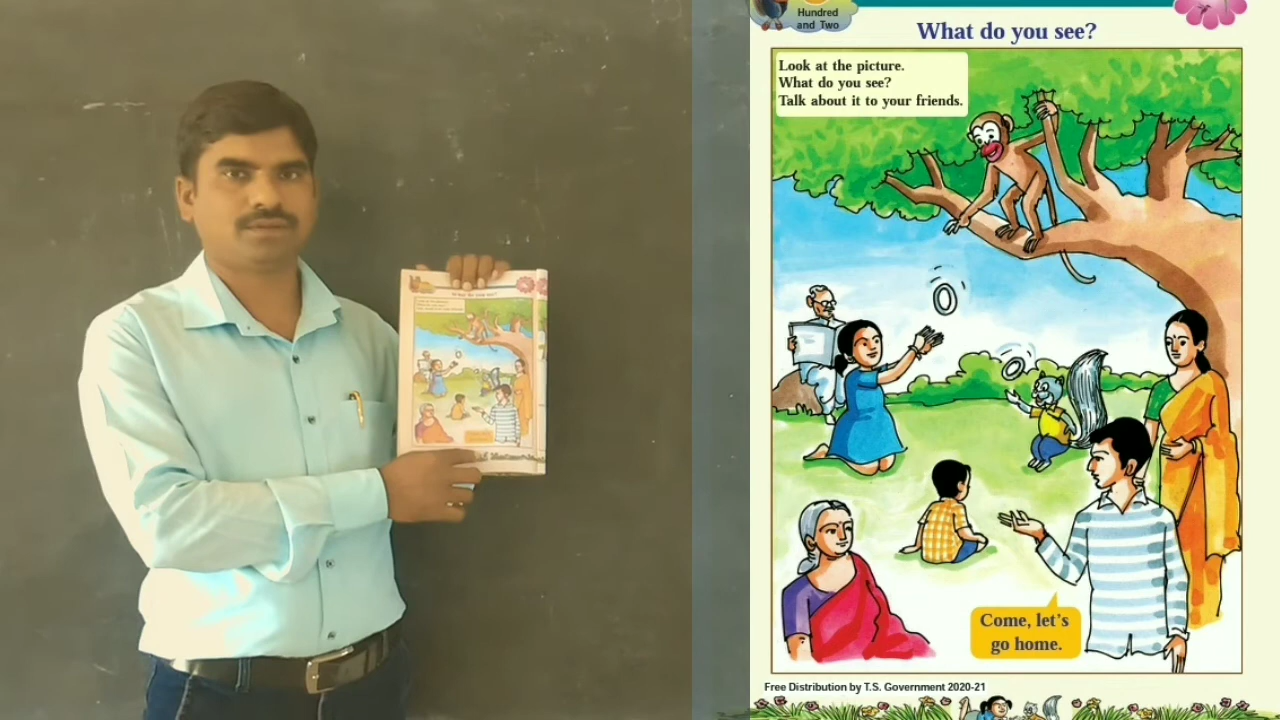 Hundred
and Two
What do you see?
Look at the picture.
What do you see?
Talk about it to your friends.
Come, let's
go home.
Free Distribution by T.S. Government 2020-21